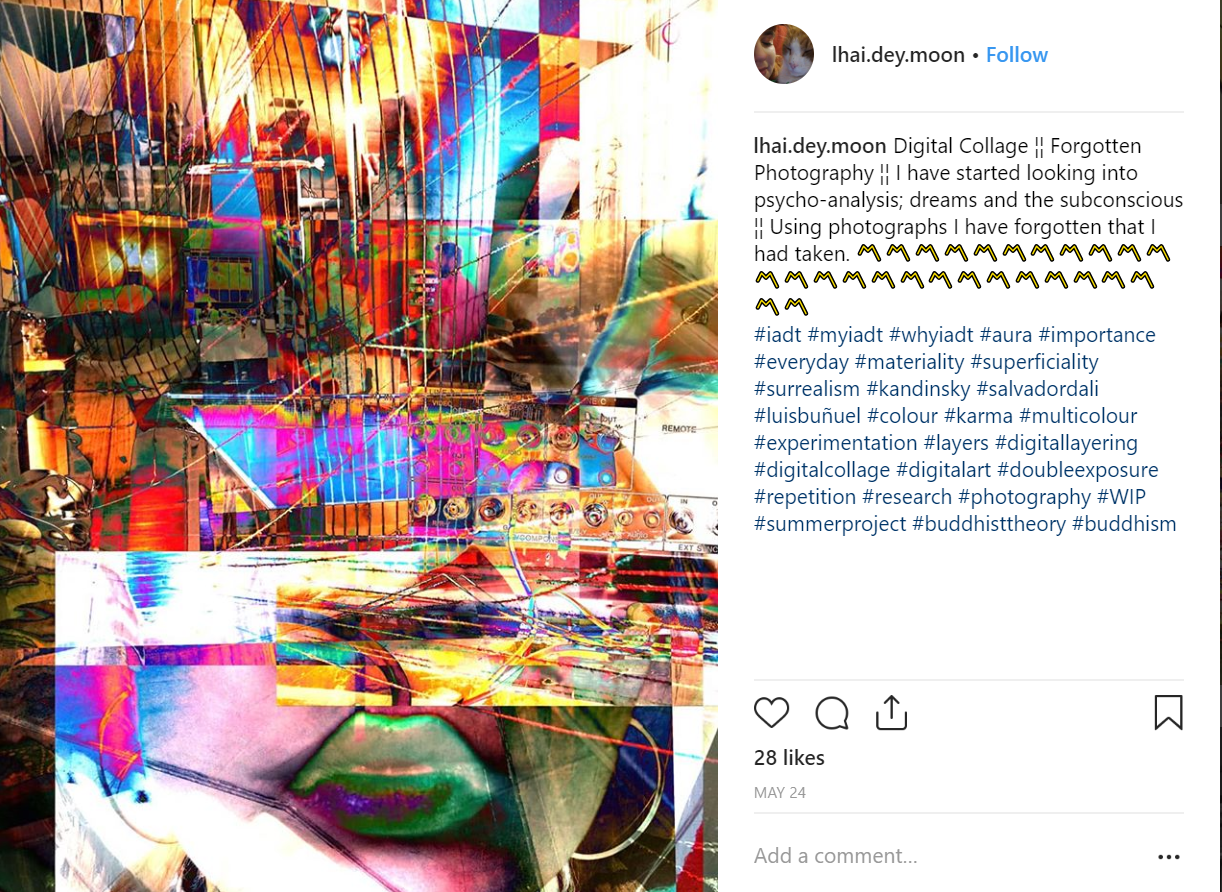 lhai.dey.moon • Follow
lhai.dey.moon Digital Collage ¦¦ Forgotten
Photography ¦¦ I have started looking into
psycho-analysis; dreams and the subconscious
¦¦ Using photographs I have forgotten that I
had taken.
#iadt #myiadt #whyiadt #aura #importance
#everyday #materiality #superficiality
#surrealism #kandinsky #salvadordali
#luisbuñuel #colour #karma #multicolour
#experimentation #layers #digitallayering
#digitalcollage #digitalart #doubleexposure
#repetition #research #photography #WIP
#summerproject #buddhisttheory #buddhism
28 likes
MAY 24
Add a comment...
REMOTE
OUT
IN
EXT SYNC